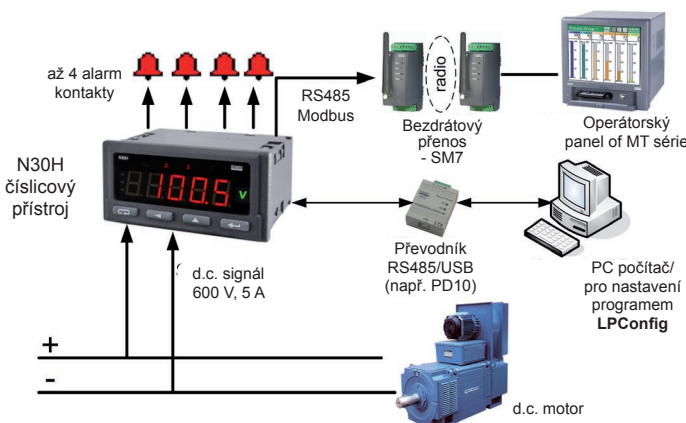 až 4 alarm
kontakty
RS485
Modbus
radio
Bezdrátový
přenos
- SM7
Operátorský
panel of MT série
N30H
číslicový
přístroj
N30H
100.5 V
d.c. signál
600 V, 5 A
Převodník
RS485/USB
(např. PD10)
PC počítač/
pro nastavení
programem
LPConfig
+
-
d.c. motor